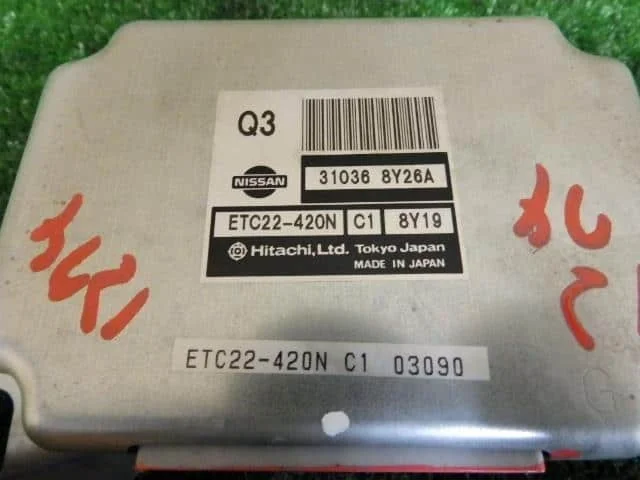 Q3
NISSAN
31036 8Y26A
ETC22-420N C1 8Y19
Hitachi, Ltd. Tokyo Japan
MADE IN JAPAN
ETC22-420N C1 03090